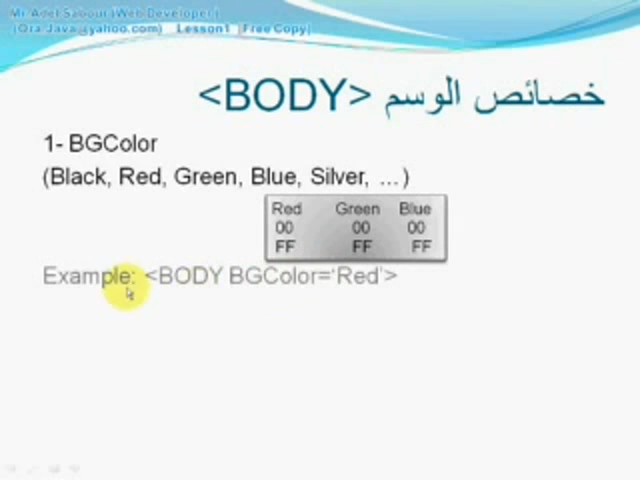 Mr Adel Sabour (Web Developer)
(Ora.Java@yahoo.com) Lesson1 [Free Copy]
خصائص الوسم <BODY>
1- BGColor
(Black, Red, Green, Blue, Silver, …)
Red Green Blue
00 00 00
FF FF FF
Example: <BODY BGColor=‘Red’>